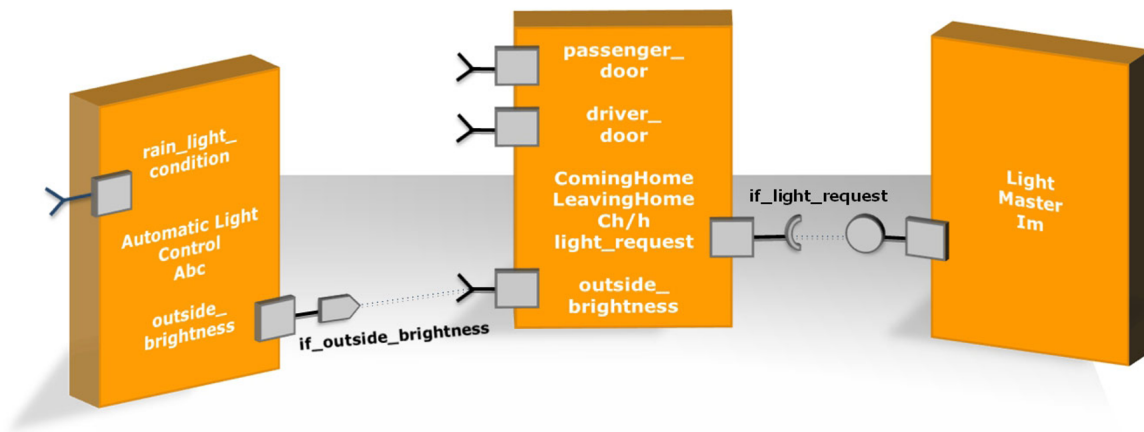 rain_light_
condition
Automatic Light
Control
Abc
outside_
brightness
if_outside_brightness
passenger_
door
driver_
door
ComingHome
LeavingHome
Ch/h
light_request
outside_
brightness
if_light_request
Light
Master
Im